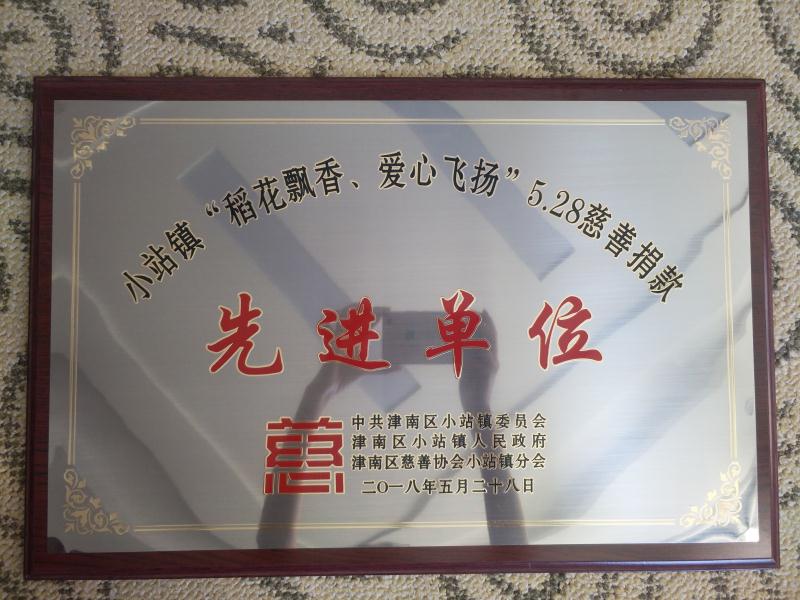 小站镇“稻花飘香、爱心飞扬”5.28慈善捐款
先进单位
中共津南区小站镇委员会
津南区小站镇人民政府
津南区慈善协会小站镇分会
二〇一八年五月二十八日